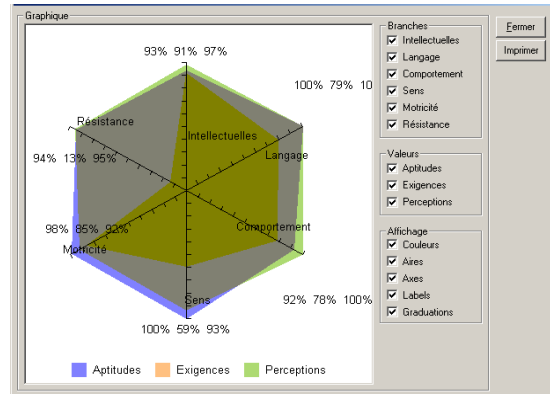 Graphique
93% 91% 97%
100% 79% 10
Résistance
Intellectuelles
Langage
94% 13% 95%
98% 85% 92%
Motricité
Comportement
Sens
92% 78% 100%
100% 59% 93%
Aptitudes Exigences Perceptions
Branches
Intellectuelles
Langage
Comportement
Sens
Motricité
Résistance
Valeurs
Aptitudes
Exigences
Perceptions
Affichage
Couleurs
Aires
Axes
Labels
Graduations
Fermer
Imprimer